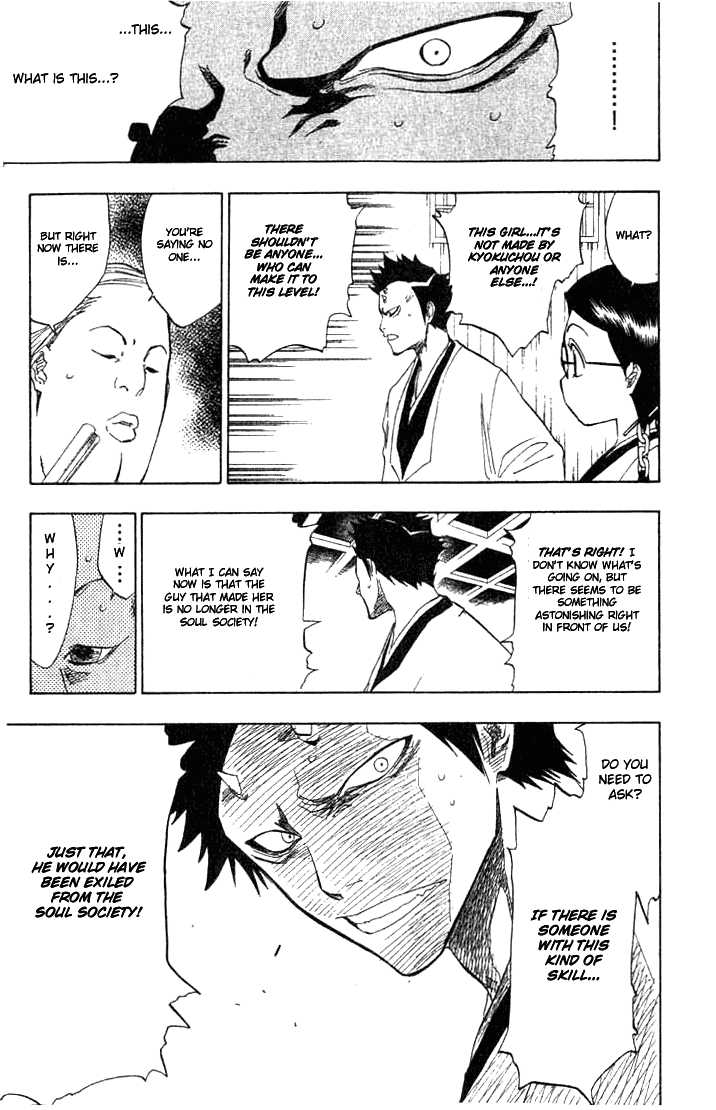 ...THIS...
WHAT IS THIS...?
.........!
WHAT?
THIS GIRL...IT'S
NOT MADE BY
KYOKUCHOU OR
ANYONE
ELSE...!
THERE
SHOULDN'T
BE ANYONE...
WHO CAN
MAKE IT TO
THIS LEVEL!
YOU'RE
SAYING NO
ONE...
BUT RIGHT
NOW THERE
IS...
THAT'S RIGHT! I
DON'T KNOW WHAT'S
GOING ON, BUT
THERE SEEMS TO BE
SOMETHING
ASTONISHING RIGHT
IN FRONT OF US!
WHAT I CAN SAY
NOW IS THAT THE
GUY THAT MADE HER
IS NO LONGER IN THE
SOUL SOCIETY!
....W...
WHY...?
DO YOU
NEED TO
ASK?
IF THERE IS
SOMEONE
WITH THIS
KIND OF
SKILL...
JUST THAT,
HE WOULD HAVE
BEEN EXILED
FROM THE
SOUL SOCIETY!